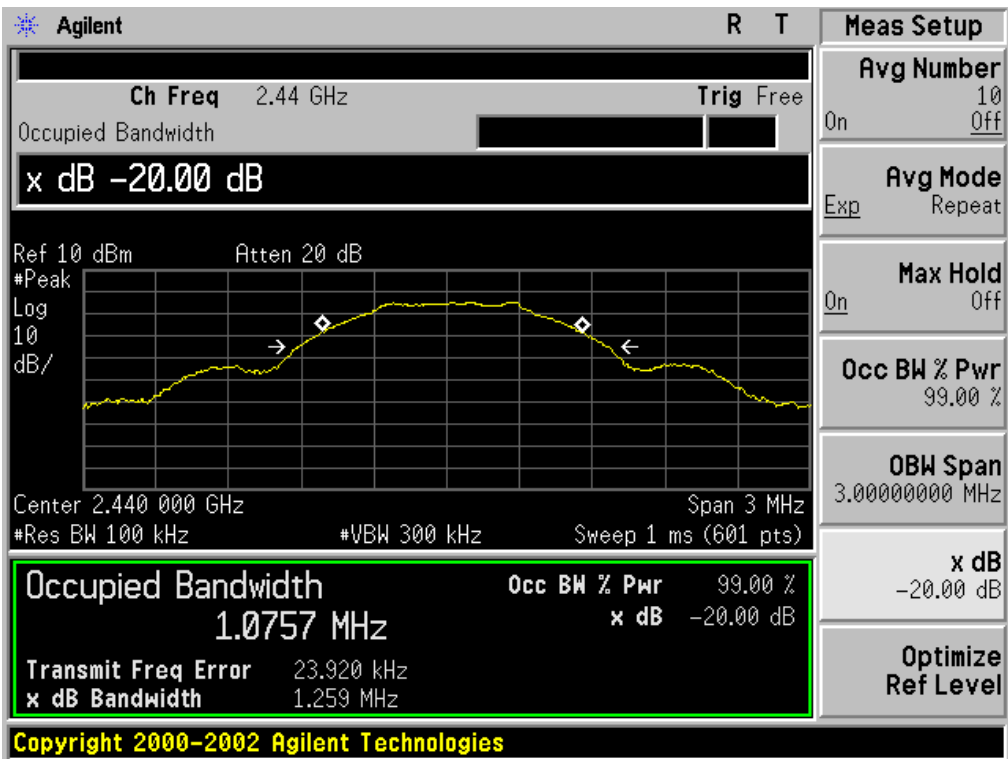 Agilent R T
Ch Freq 2.44 GHz Trig Free
Occupied Bandwidth
x dB -20.00 dB
Ref 10 dBm Atten 20 dB
#Peak
Log
10
dB/
Center 2.440 000 GHz Span 3 MHz
#Res BW 100 kHz #VBW 300 kHz Sweep 1 ms (601 pts)
Occupied Bandwidth Occ BW % Pwr 99.00 %
1.0757 MHz x dB -20.00 dB
Transmit Freq Error 23.920 kHz
x dB Bandwidth 1.259 MHz
Copyright 2000-2002 Agilent Technologies
Meas Setup
Avg Number
10
On Off
Avg Mode
Exp Repeat
Max Hold
On Off
Occ BW % Pwr
99.00 %
OBW Span
3.00000000 MHz
x dB
-20.00 dB
Optimize
Ref Level